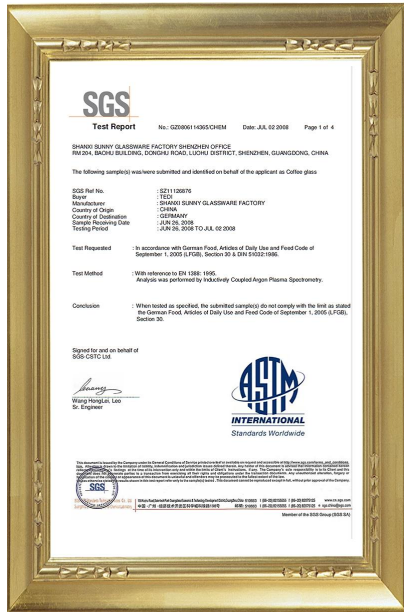 SGS
Test Report No.: GZ0806114365/CHEM Date: JUL 02 2008 Page 1 of 4
SHANXI SUNNY GLASSWARE FACTORY SHENZHEN OFFICE
RM 204, BAOHU BUILDING, DONGHU ROAD, LUOHU DISTRICT, SHENZHEN, GUANGDONG, CHINA
The following sample(s) was/were submitted and identified on behalf of the applicant as Coffee glass
SGS Ref No. : SZ11126876
Buyer : TEDI
Manufacturer : SHANXI SUNNY GLASSWARE FACTORY
Country of Origin : CHINA
Country of Destination : GERMANY
Sample Receiving Date : JUN 26, 2008
Testing Period : JUN 26, 2008 TO JUL 02 2008
Test Requested : In accordance with German Food, Articles of Daily Use and Feed Code of
September 1, 2005 (LFGB), Section 30 & DIN 51032:1986.
Test Method : With reference to EN 1388: 1995.
Analysis was performed by Inductively Coupled Argon Plasma Spectrometry.
Conclusion : When tested as specified, the submitted sample(s) do not comply with the limit as stated
the German Food, Articles of Daily Use and Feed Code of September 1, 2005 (LFGB),
Section 30.
Signed for and on behalf of
SGS-CSTC Ltd.
Wang HongLei, Leo
Sr. Engineer
ASTM
INTERNATIONAL
Standards Worldwide
SGS
Member of the SGS Group (SGS SA)